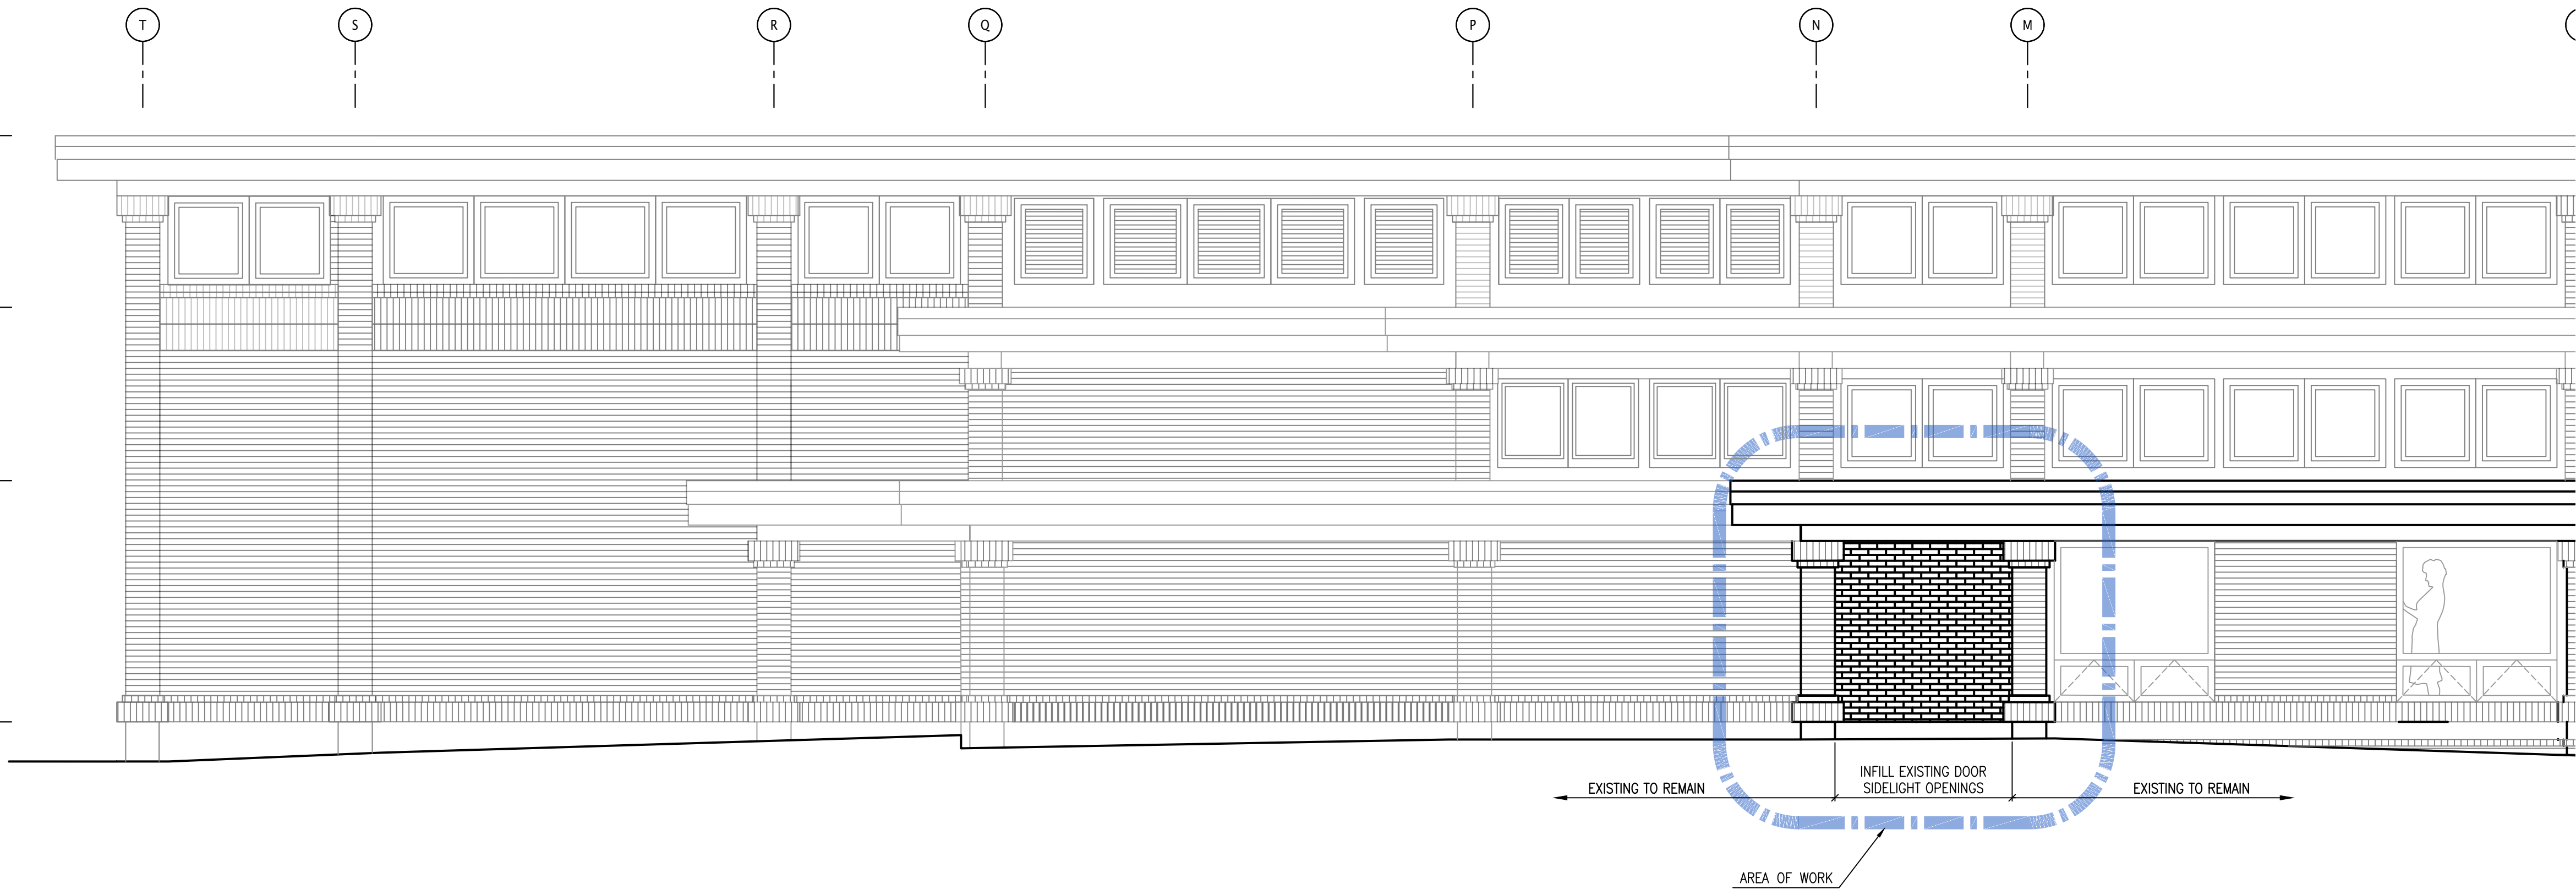 T
S
R
Q
P
N
M
EXISTING TO REMAIN
INFILL EXISTING DOOR
SIDELIGHT OPENINGS
EXISTING TO REMAIN
AREA OF WORK